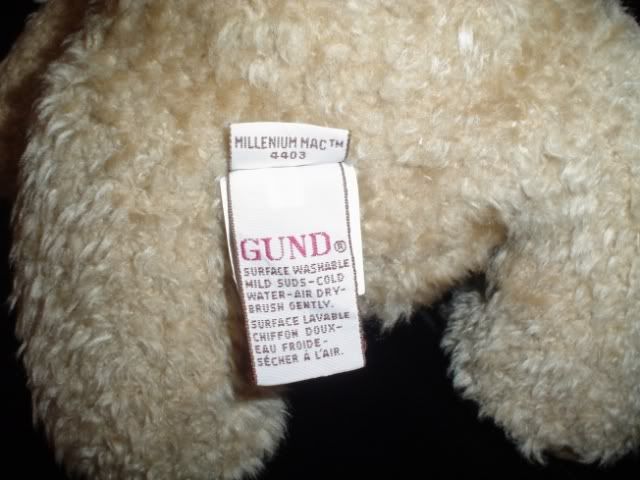 MILLENIUM MAC™
4403
GUND®
SURFACE WASHABLE
MILD SUDS-COLD
WATER-AIR DRY-
BRUSH GENTLY.
SURFACE LAVABLE
CHIFFON DOUX-
EAU FROIDE-
SÉCHER À L'AIR.